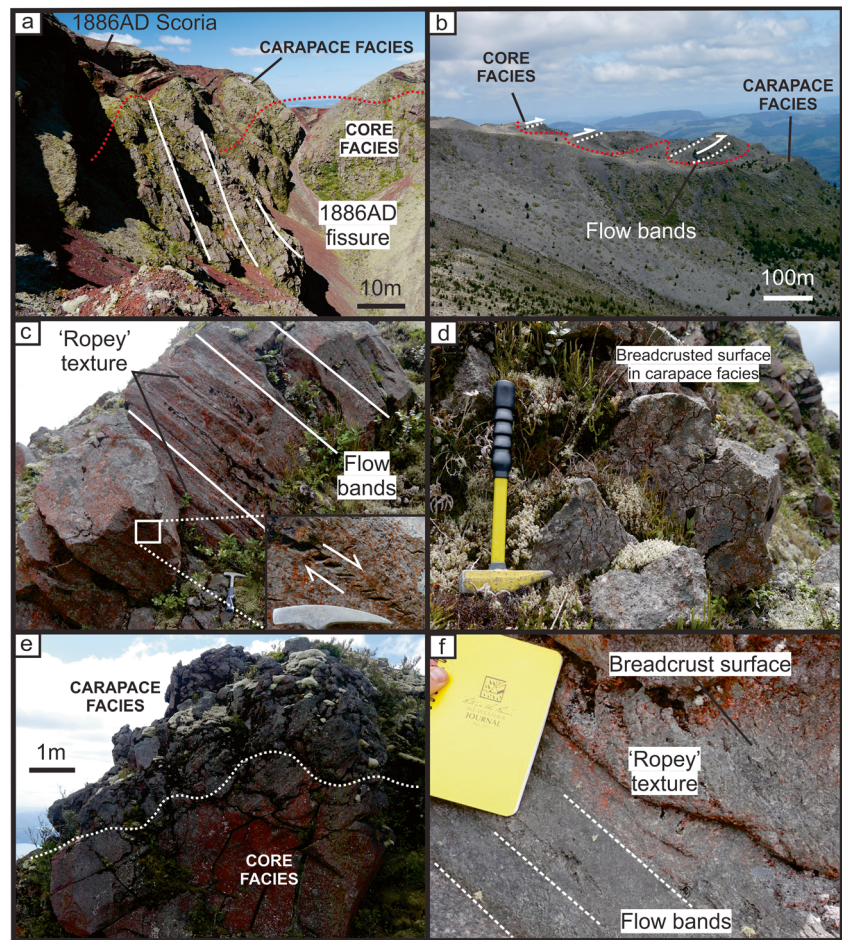 a
1886AD Scoria
CARAPACE FACIES
CORE
FACIES
1886AD
fissure
10m
b
CORE
FACIES
CARAPACE
FACIES
Flow bands
100m
c
'Ropey'
texture
Flow
bands
d
Breadcrusted surface
in carapace facies
e
CARAPACE
FACIES
1m
CORE
FACIES
f
Breadcrust surface
JOURNAL
'Ropey'
texture
Flow bands